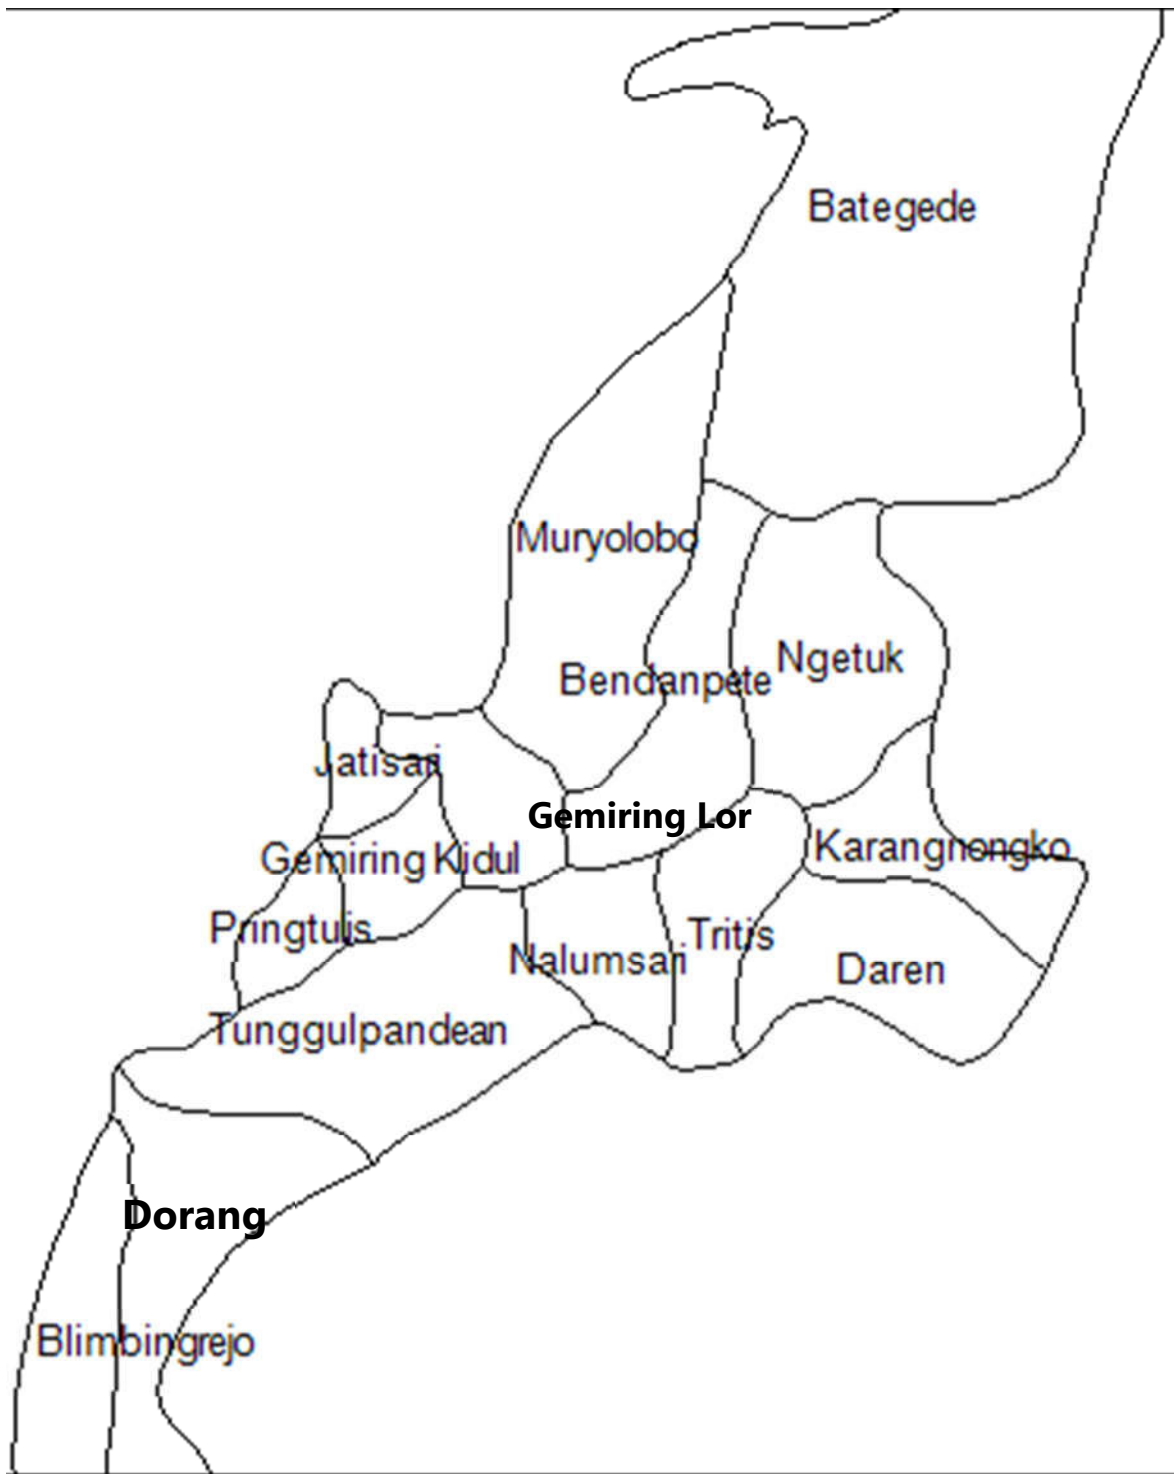 Bategede
Muryolobo
Ngetuk
Bendanpete
Jatisari
Gemiring Lor
Karangnongko
Gemiring Kidul
Pringtulis
Tritis
Nalumsari
Daren
Tunggulpandean
Dorang
Blimbingrejo